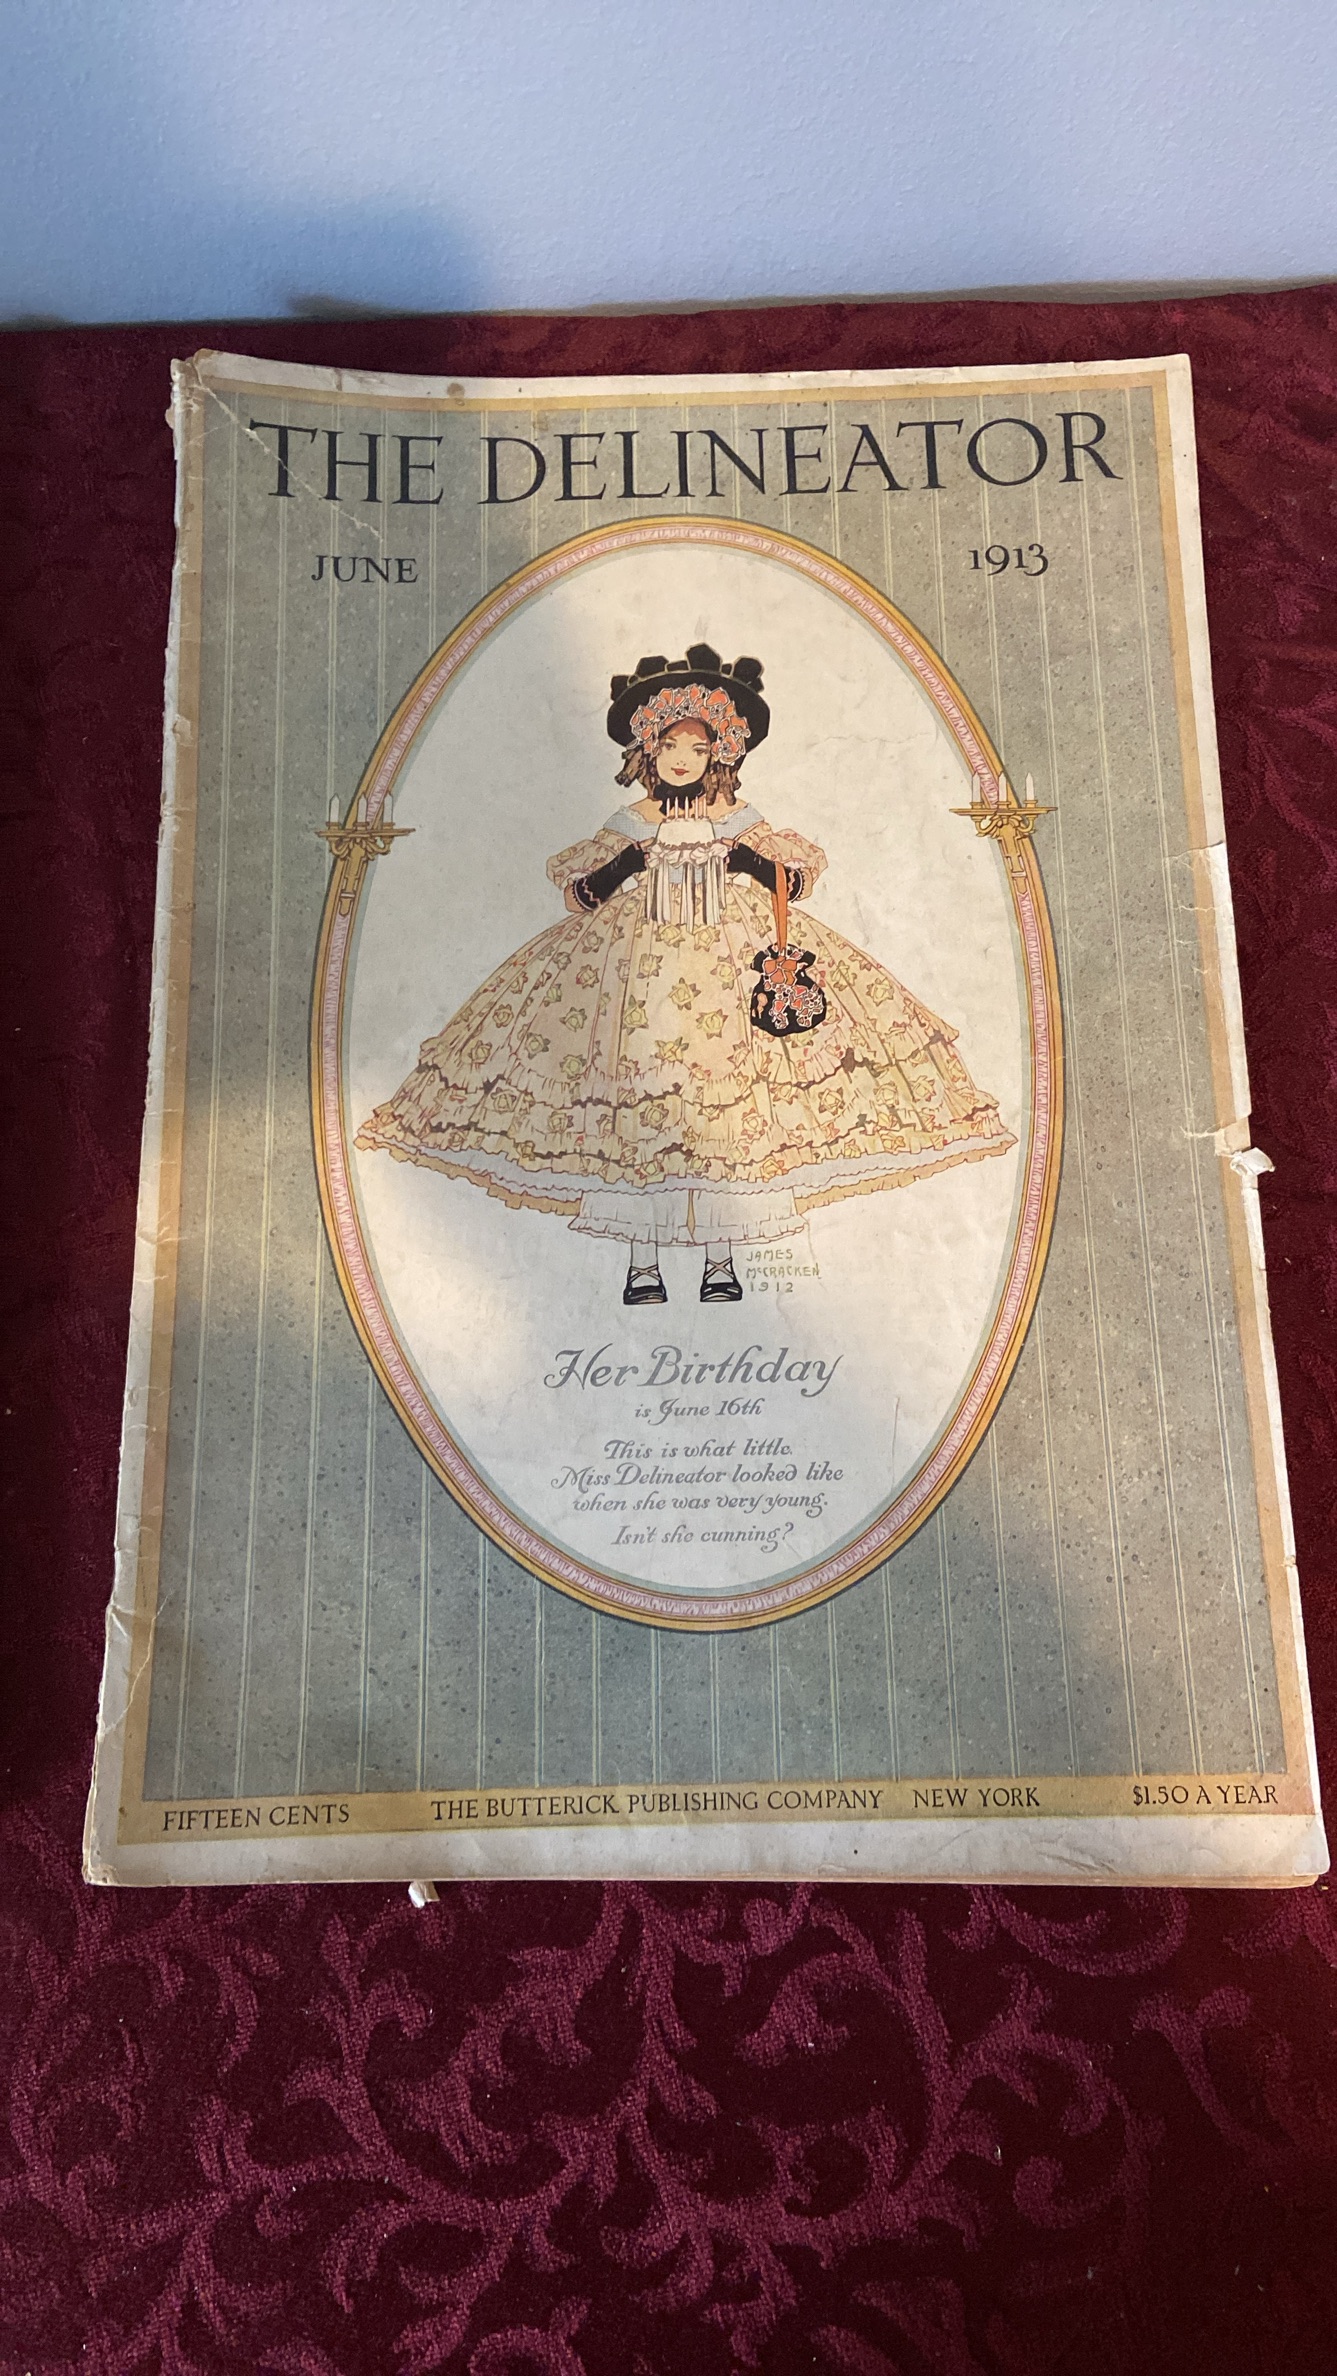 THE DELINEATOR
JUNE 1913
JAMES
McCRACKEN
1912
Her Birthday
is June 16th
This is what little
Miss Delineator looked like
when she was very young.
Isn't she cunning?
FIFTEEN CENTS THE BUTTERICK PUBLISHING COMPANY NEW YORK $1.50 A YEAR